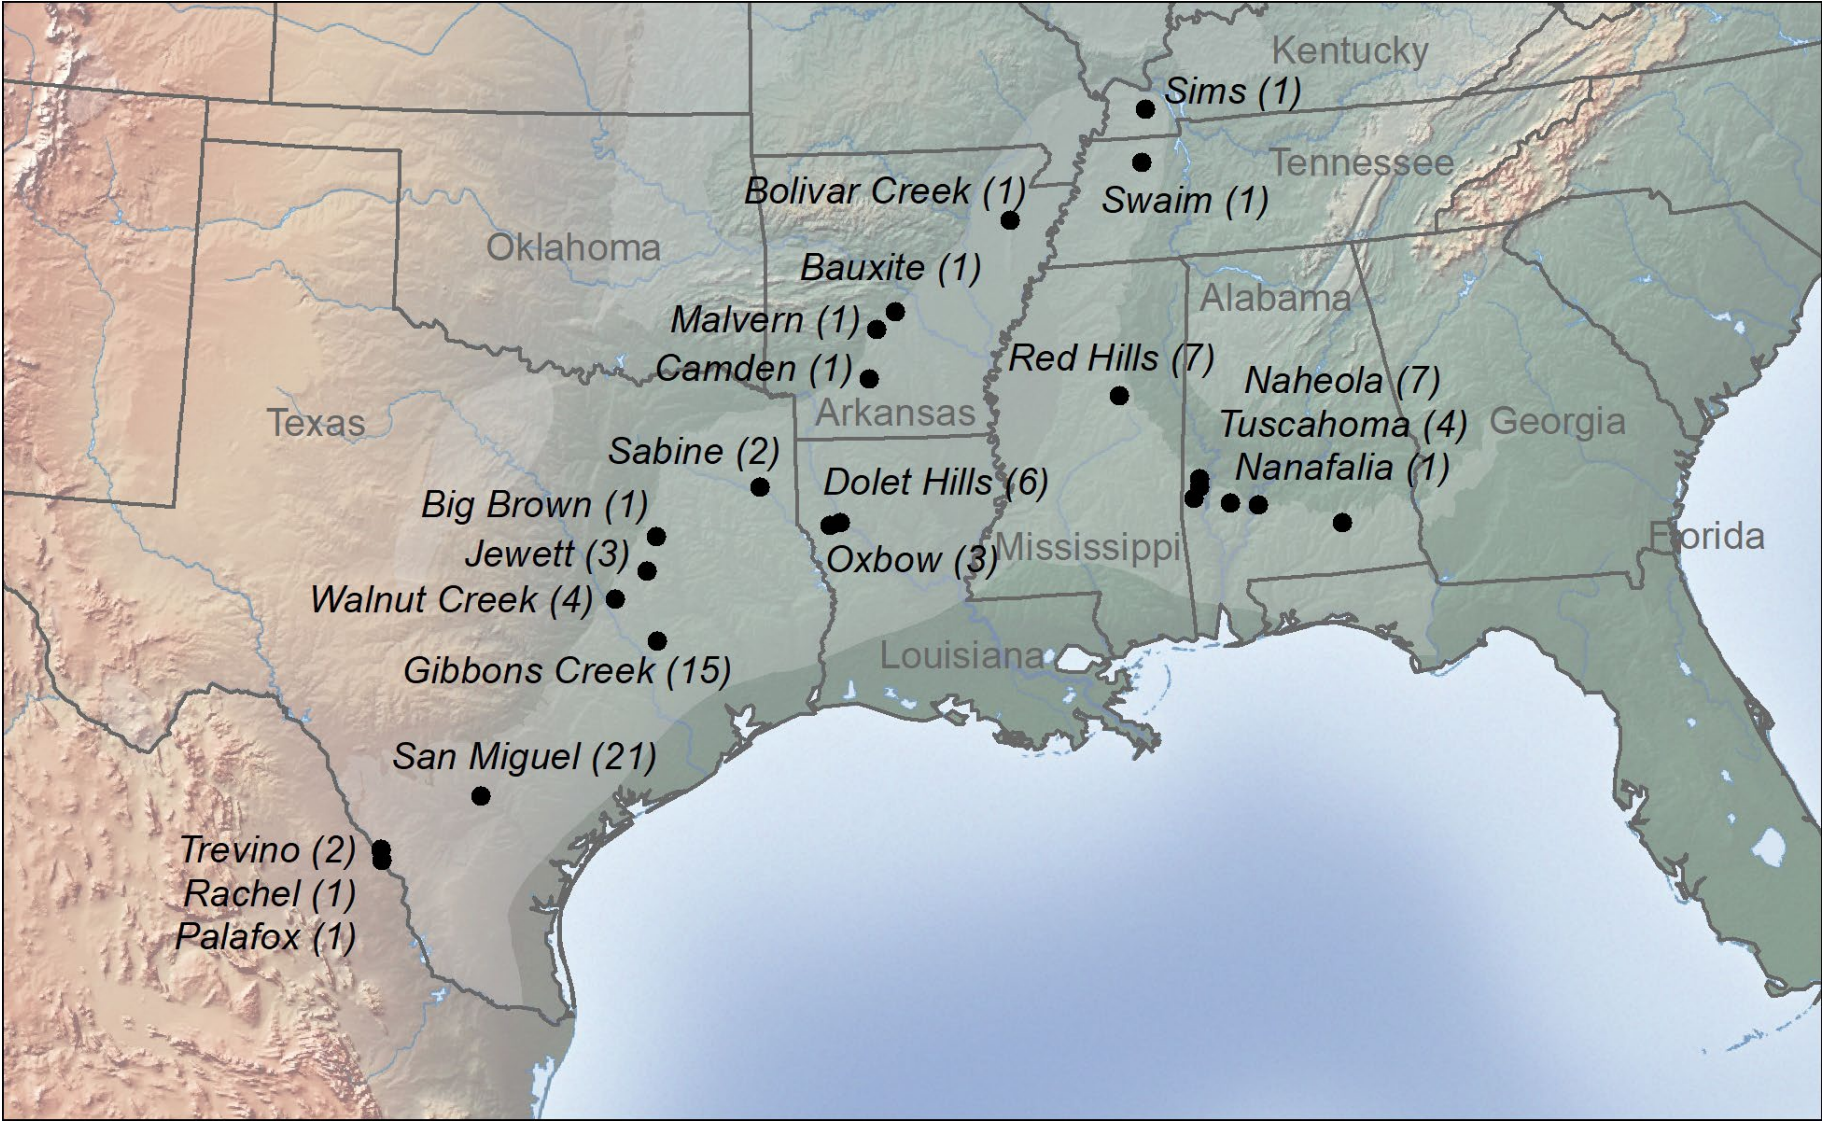 Kentucky
Sims (1)
Tennessee
Bolivar Creek (1)
Swaim (1)
Oklahoma
Bauxite (1)
Alabama
Malvern (1)
Camden (1)
Red Hills (7)
Naheola (7)
Arkansas
Texas
Tuscahoma (4)
Georgia
Sabine (2)
Nanafalia (1)
Dolet Hills (6)
Big Brown (1)
Florida
Mississippi
Jewett (3)
Oxbow (3)
Walnut Creek (4)
Louisiana
Gibbons Creek (15)
San Miguel (21)
Trevino (2)
Rachel (1)
Palafox (1)